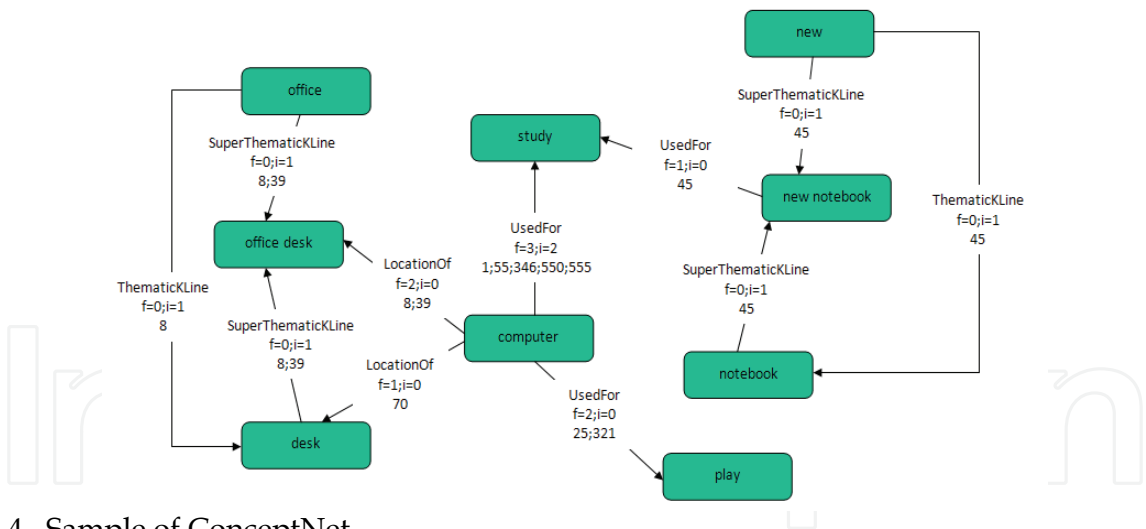 new
office
SuperThematicKLine
f=0;i=1
45
study
SuperThematicKLine
f=0;i=1
8;39
UsedFor
f=1;i=0
45
new notebook
ThematicKLine
f=0;i=1
45
office desk
UsedFor
f=3;i=2
1;55;346;550;555
LocationOf
f=2;i=0
8;39
SuperThematicKLine
f=0;i=1
45
ThematicKLine
f=0;i=1
8
SuperThematicKLine
f=0;i=1
8;39
computer
LocationOf
f=1;i=0
70
notebook
UsedFor
f=2;i=0
25;321
desk
play
4. Sample of ConceptNet